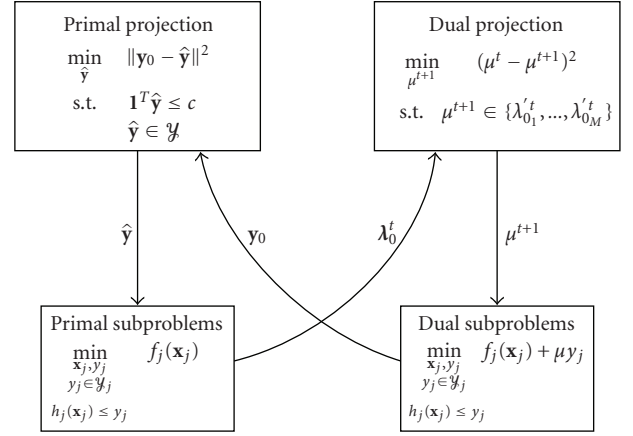 Primal projection
min ‖y₀ − ŷ‖²
ŷ
s.t. 1ᵀŷ ≤ c
ŷ ∈ 𝒴
Dual projection
min (μᵗ − μᵗ⁺¹)²
μᵗ⁺¹
s.t. μᵗ⁺¹ ∈ {λ′ᵗ₀₁, ..., λ′ᵗ₀M}
ŷ
y₀
λ₀ᵗ
μᵗ⁺¹
Primal subproblems
min fⱼ(xⱼ)
xⱼ, yⱼ
yⱼ∈𝒴ⱼ
hⱼ(xⱼ) ≤ yⱼ
Dual subproblems
min fⱼ(xⱼ) + μyⱼ
xⱼ, yⱼ
yⱼ∈𝒴ⱼ
hⱼ(xⱼ) ≤ yⱼ